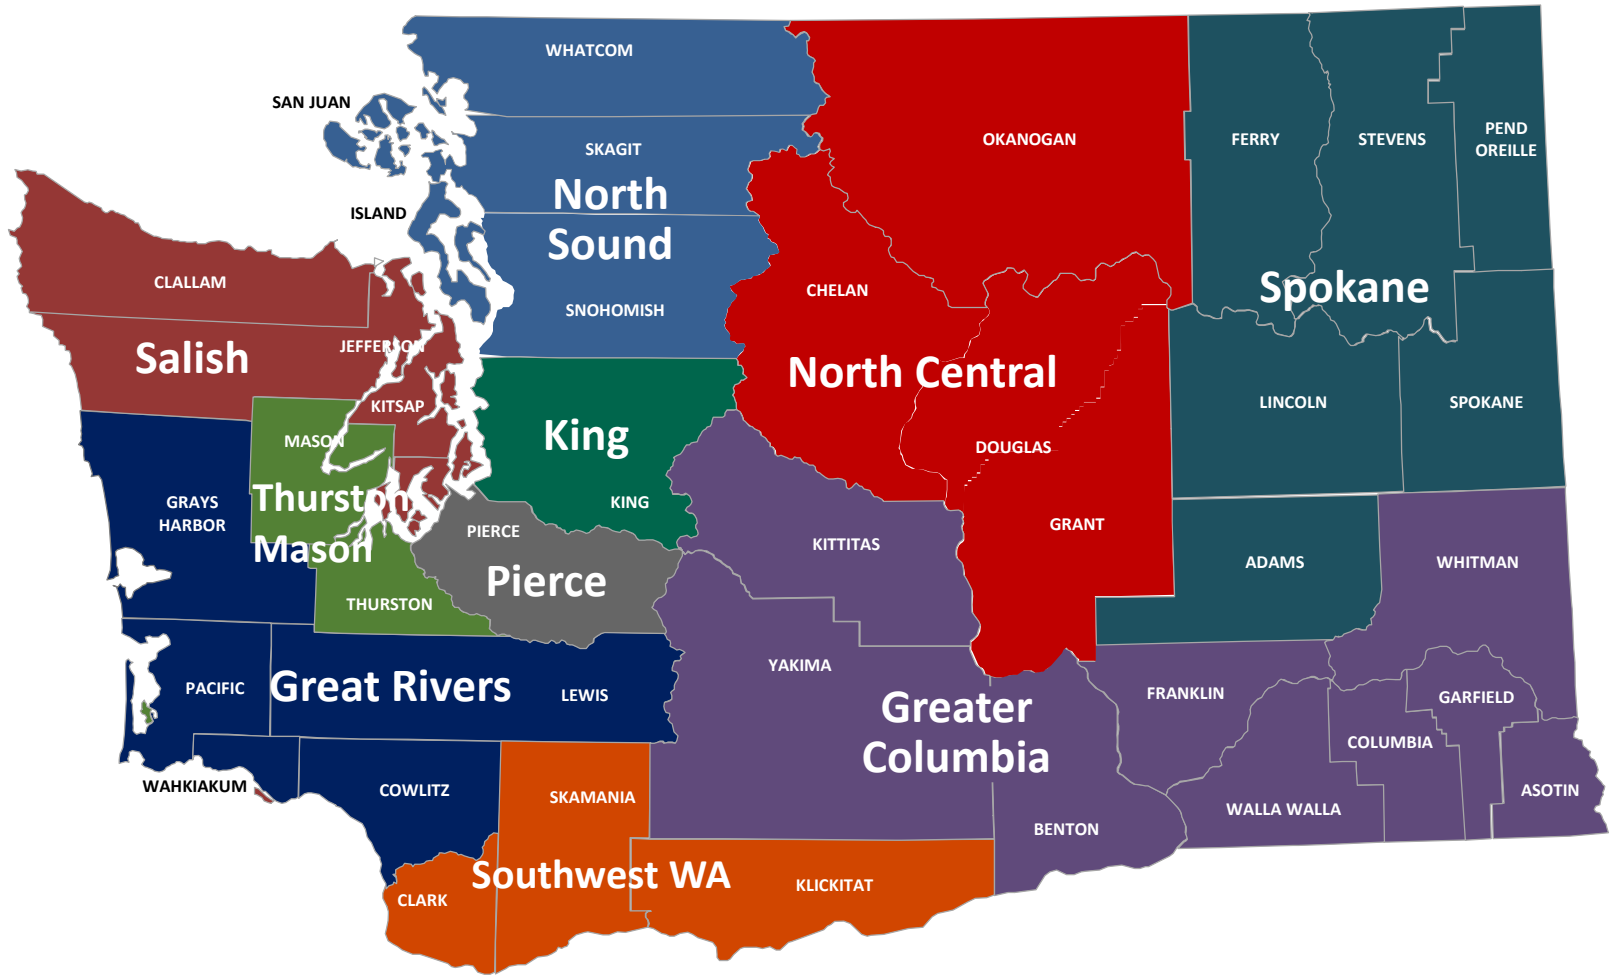 WHATCOM
SAN JUAN
SKAGIT
OKANOGAN
FERRY
STEVENS
PEND
OREILLE
North
Sound
ISLAND
CLALLAM
SNOHOMISH
CHELAN
Spokane
JEFFERSON
Salish
North Central
KITSAP
LINCOLN
SPOKANE
MASON
King
DOUGLAS
GRAYS
HARBOR
Thurston
Mason
KING
PIERCE
GRANT
KITTITAS
ADAMS
WHITMAN
Pierce
THURSTON
YAKIMA
PACIFIC
Great Rivers
LEWIS
Greater
Columbia
FRANKLIN
GARFIELD
COLUMBIA
WAHKIAKUM
COWLITZ
SKAMANIA
ASOTIN
WALLA WALLA
BENTON
Southwest WA
KLICKITAT
CLARK